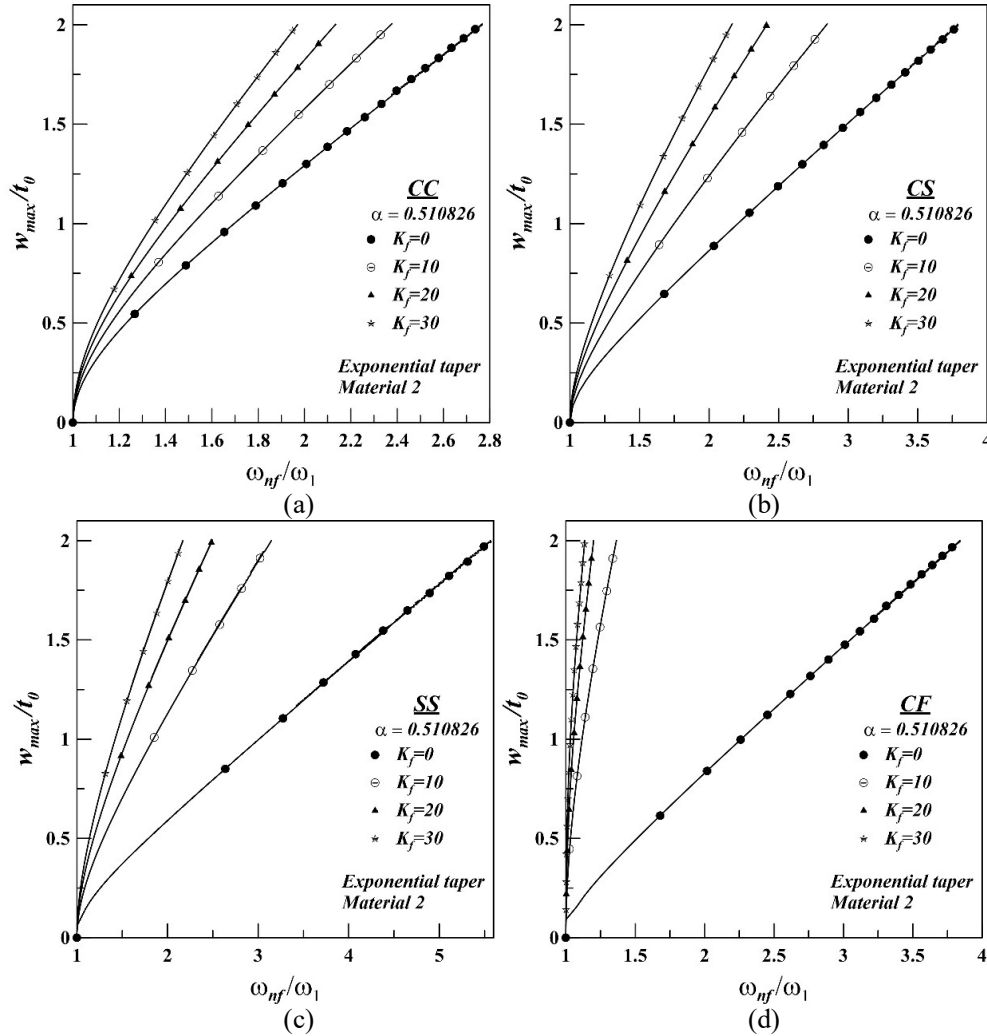 2
1.5
1
0.5
0
w_max/t_0
CC
α = 0.510826
K_f=0
K_f=10
K_f=20
K_f=30
Exponential taper
Material 2
1 1.2 1.4 1.6 1.8 2 2.2 2.4 2.6 2.8
ω_nf/ω_1
(a)
2
1.5
1
0.5
0
w_max/t_0
CS
α = 0.510826
K_f=0
K_f=10
K_f=20
K_f=30
Exponential taper
Material 2
1 1.5 2 2.5 3 3.5 4
ω_nf/ω_1
(b)
2
1.5
1
0.5
0
w_max/t_0
SS
α = 0.510826
K_f=0
K_f=10
K_f=20
K_f=30
Exponential taper
Material 2
1 2 3 4 5
ω_nf/ω_1
(c)
2
1.5
1
0.5
0
w_max/t_0
CF
α = 0.510826
K_f=0
K_f=10
K_f=20
K_f=30
Exponential taper
Material 2
1 1.5 2 2.5 3 3.5 4
ω_nf/ω_1
(d)